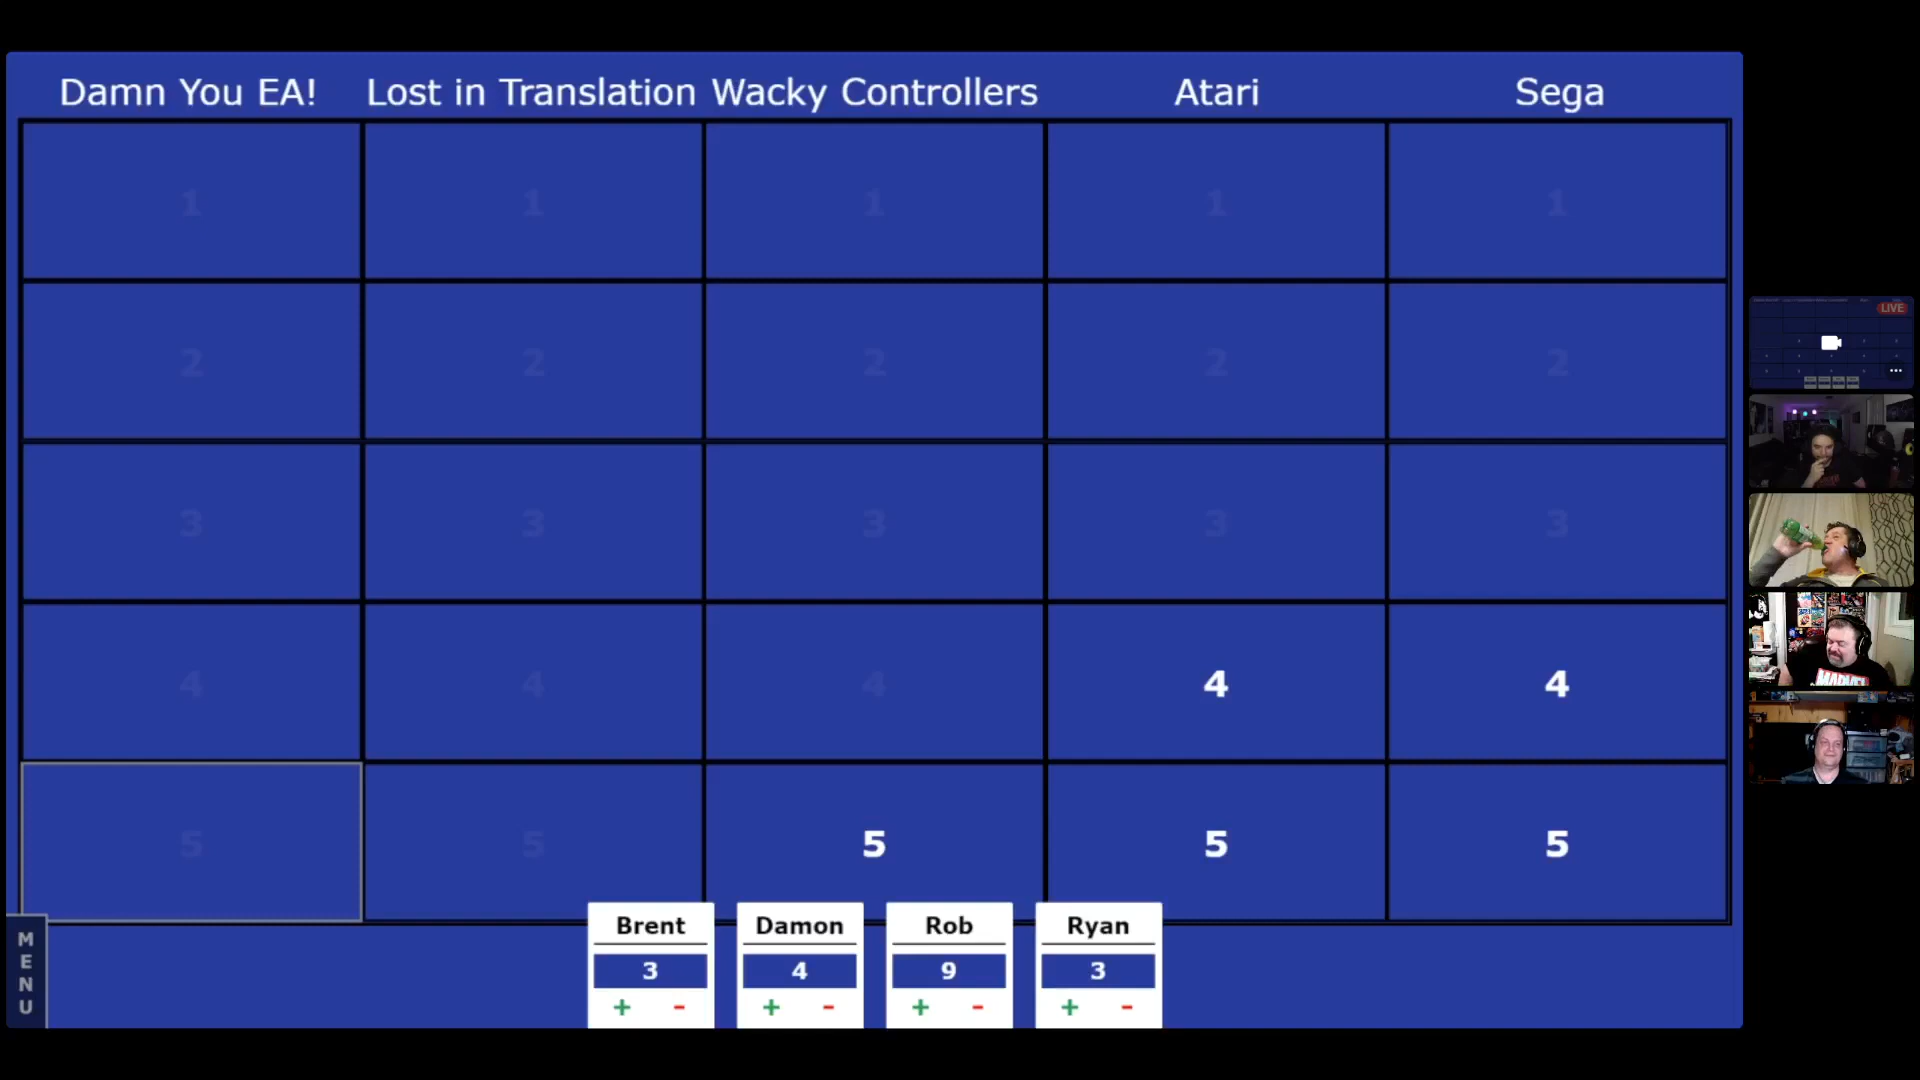 Damn You EA! Lost in Translation Wacky Controllers Atari Sega
1 1 1 1 1
2 2 2 2 2
3 3 3 3 3
4 4 4 4 4
5 5 5 5 5
MENU
Brent Damon Rob Ryan
3 4 9 3
+ - + - + - + -
LIVE
MARVEL